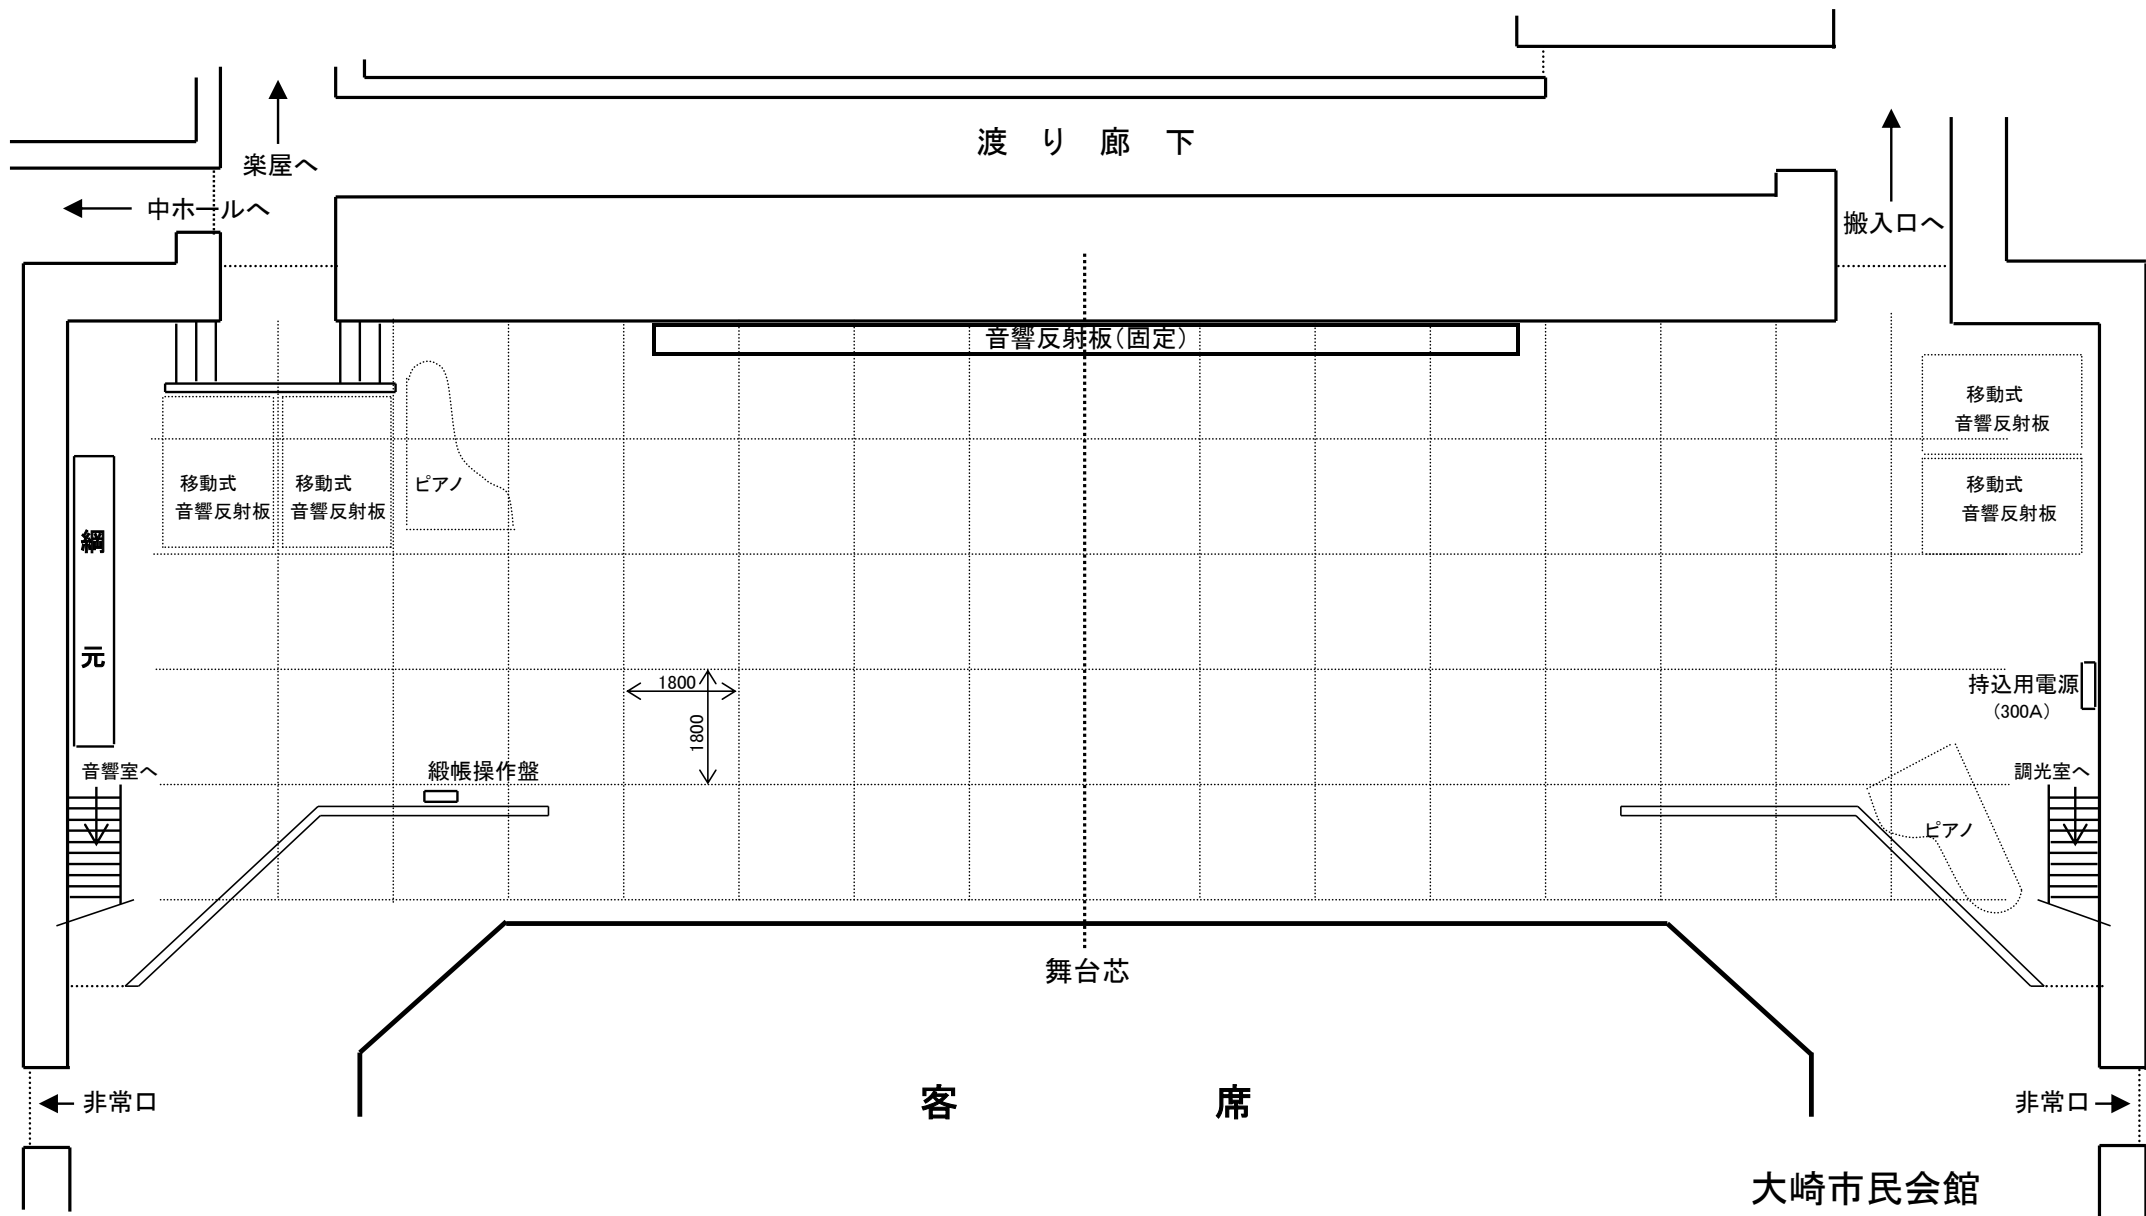 渡り廊下
楽屋へ
中ホールへ
搬入口へ
音響反射板(固定)
移動式
音響反射板
移動式
音響反射板
移動式
音響反射板
移動式
音響反射板
ピアノ
綱
元
1800
1800
持込用電源
(300A)
音響室へ
緞帳操作盤
調光室へ
ピアノ
舞台芯
客席
非常口
非常口
大崎市民会館